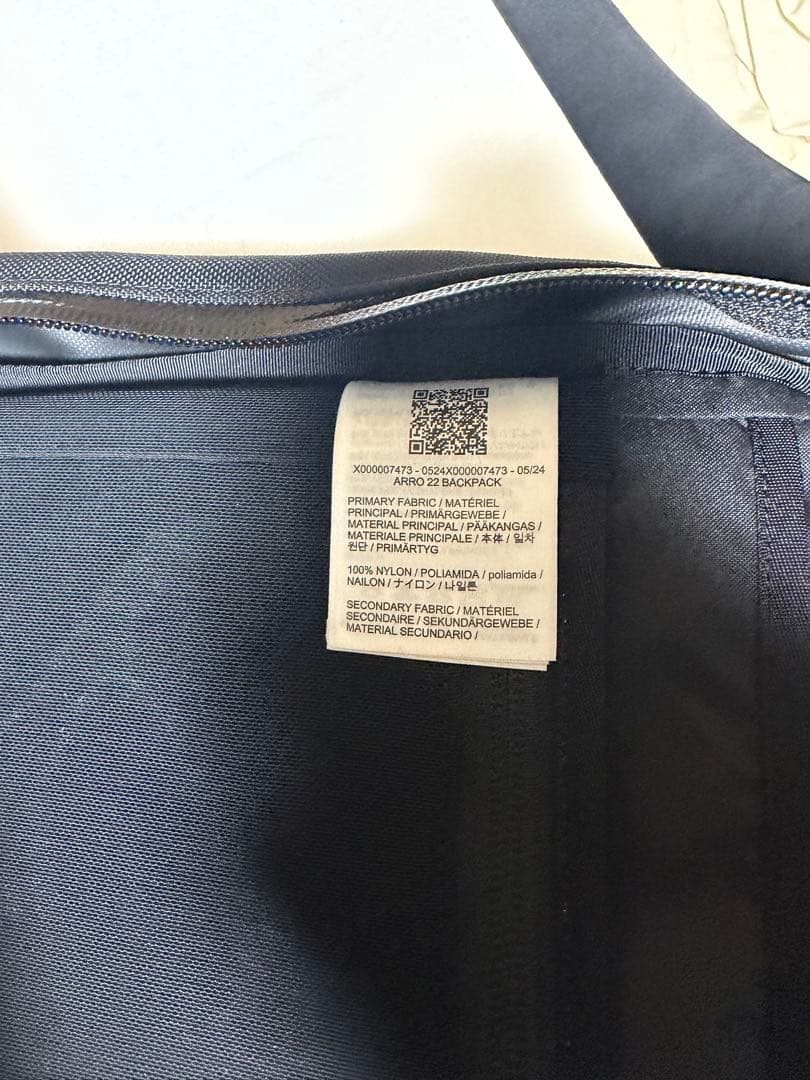 X000007473 - 0524X000007473 - 05/24
ARRO 22 BACKPACK
PRIMARY FABRIC / MATÉRIEL
PRINCIPAL / PRIMÄRGEWEBE /
MATERIAL PRINCIPAL / PÄÄKANGAS /
MATERIALE PRINCIPALE / 本体 / 일차
원단 / PRIMÄRTYG
100% NYLON / POLIAMIDA / poliamida /
NAILON / ナイロン / 나일론
SECONDARY FABRIC / MATÉRIEL
SECONDAIRE / SEKUNDÄRGEWEBE /
MATERIAL SECUNDARIO /